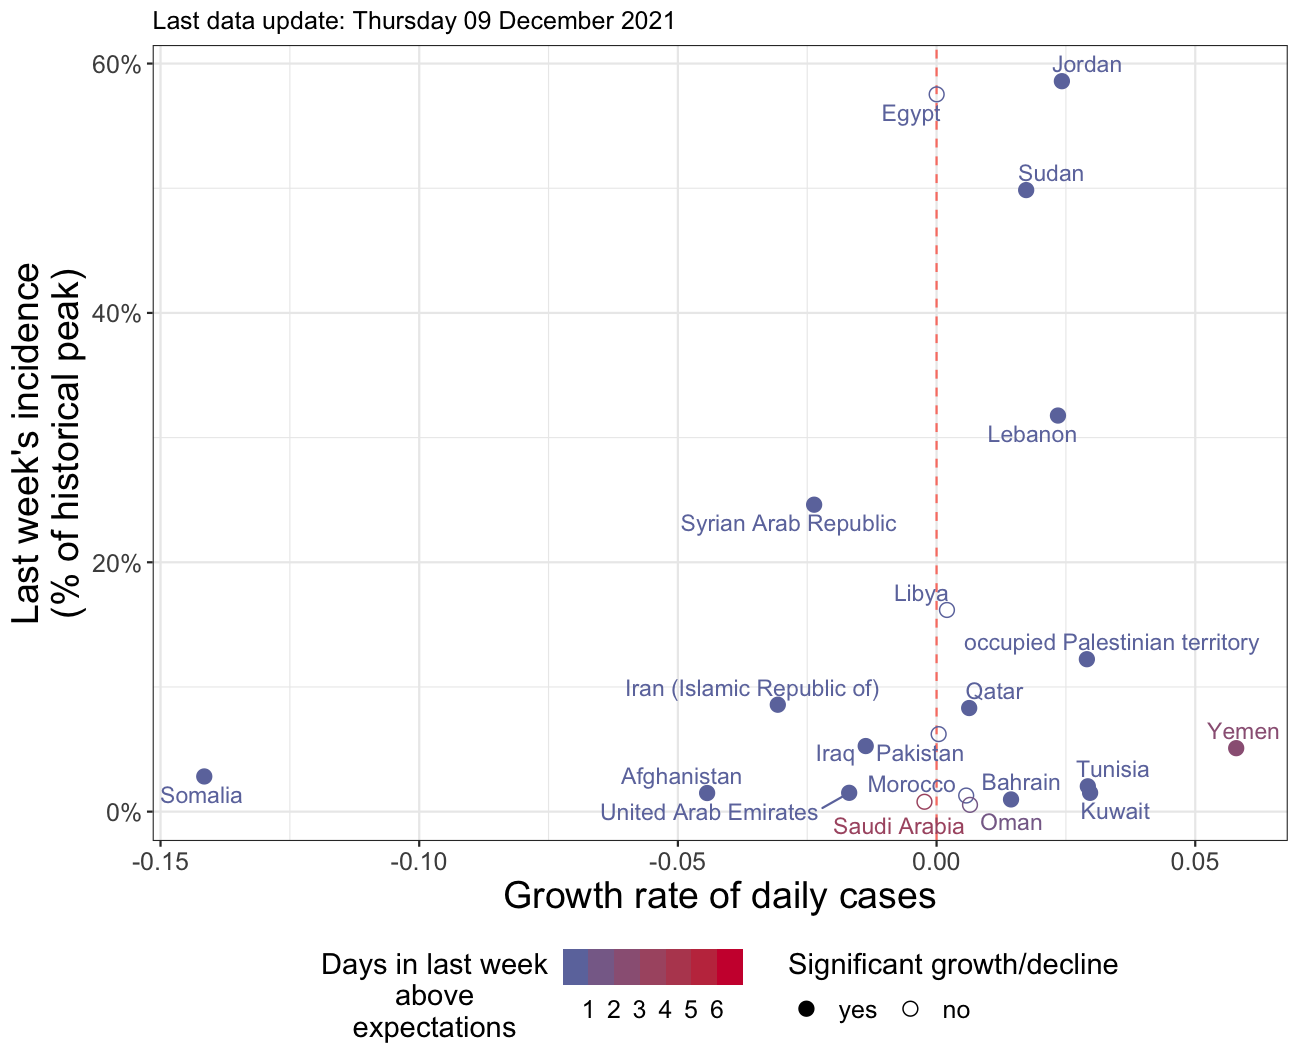 Last data update: Thursday 09 December 2021
60%
40%
20%
0%
Last week's incidence
(% of historical peak)
Jordan
Egypt
Sudan
Lebanon
Syrian Arab Republic
Libya
occupied Palestinian territory
Iran (Islamic Republic of)
Qatar
Yemen
Iraq
Pakistan
Somalia
Afghanistan
Tunisia
Morocco
Bahrain
United Arab Emirates
Kuwait
Saudi Arabia
Oman
-0.15
-0.10
-0.05
0.00
0.05
Growth rate of daily cases
Days in last week
above
expectations
1 2 3 4 5 6
Significant growth/decline
yes
no